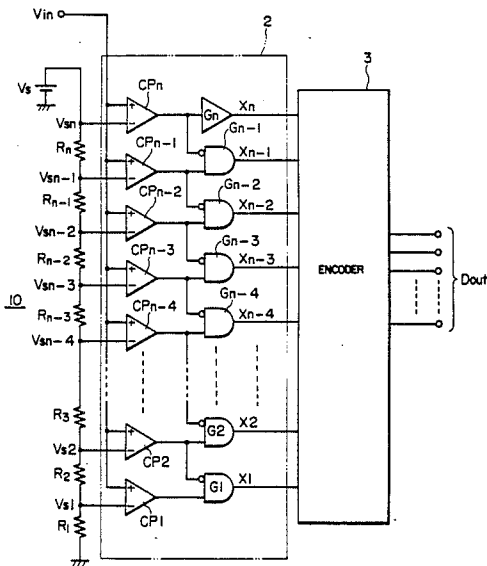 Vin
2
3
Vs
CPn
Gn
Xn
Vsn
Gn-1
Rn
CPn-1
Xn-1
Vsn-1
Gn-2
Rn-1
CPn-2
Xn-2
Vsn-2
Gn-3
Rn-2
CPn-3
Xn-3
Vsn-3
Gn-4
ENCODER
Dout
10
Rn-3
CPn-4
Xn-4
Vsn-4
R3
G2
X2
Vs2
CP2
R2
G1
X1
Vs1
CP1
R1